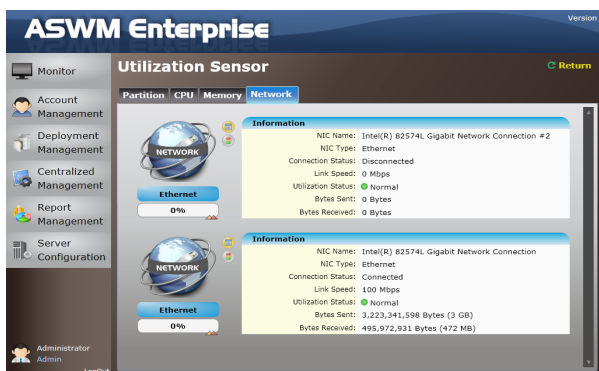 ASWM Enterprise
Version
Monitor
Account
Management
Deployment
Management
Centralized
Management
Report
Management
Server
Configuration
Administrator
Admin
LogOut
Utilization Sensor
Return
Partition CPU Memory Network
NETWORK
Ethernet
0%
Information
NIC Name: Intel(R) 82574L Gigabit Network Connection #2
NIC Type: Ethernet
Connection Status: Disconnected
Link Speed: 0 Mbps
Utilization Status: Normal
Bytes Sent: 0 Bytes
Bytes Received: 0 Bytes
NETWORK
Ethernet
0%
Information
NIC Name: Intel(R) 82574L Gigabit Network Connection
NIC Type: Ethernet
Connection Status: Connected
Link Speed: 100 Mbps
Utilization Status: Normal
Bytes Sent: 3,223,341,598 Bytes (3 GB)
Bytes Received: 495,972,931 Bytes (472 MB)